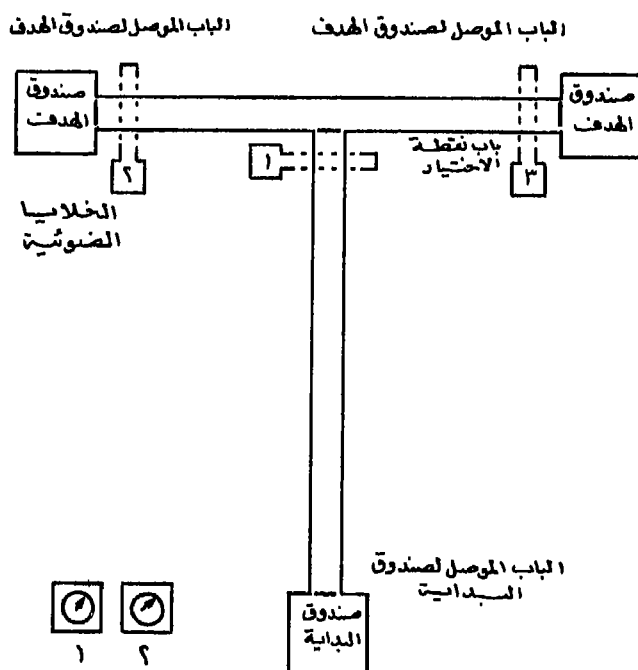 الباب الموصل لصندوق الهدف
الباب الموصل لصندوق الهدف
صندوق
الهدف
صندوق
الهدف
باب نقطة
الاختيار
١
٣
٢
الخلايا
الضوئية
الباب الموصل لصندوق
البداية
صندوق
البداية
١
٢